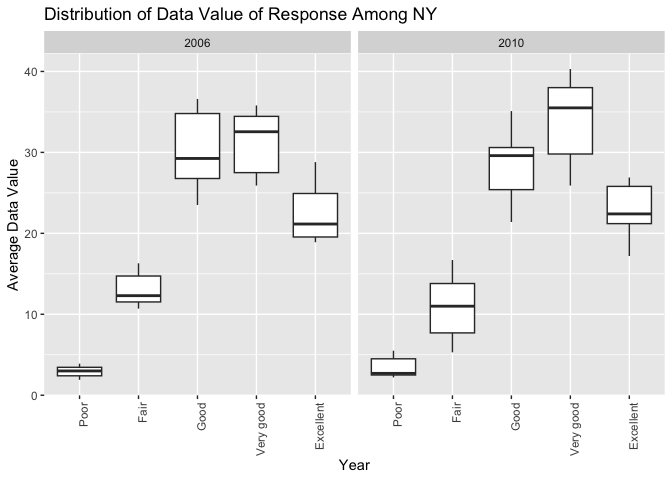 Distribution of Data Value of Response Among NY
2006
2010
Average Data Value
40
30
20
10
0
Poor
Fair
Good
Very good
Excellent
Poor
Fair
Good
Very good
Excellent
Year